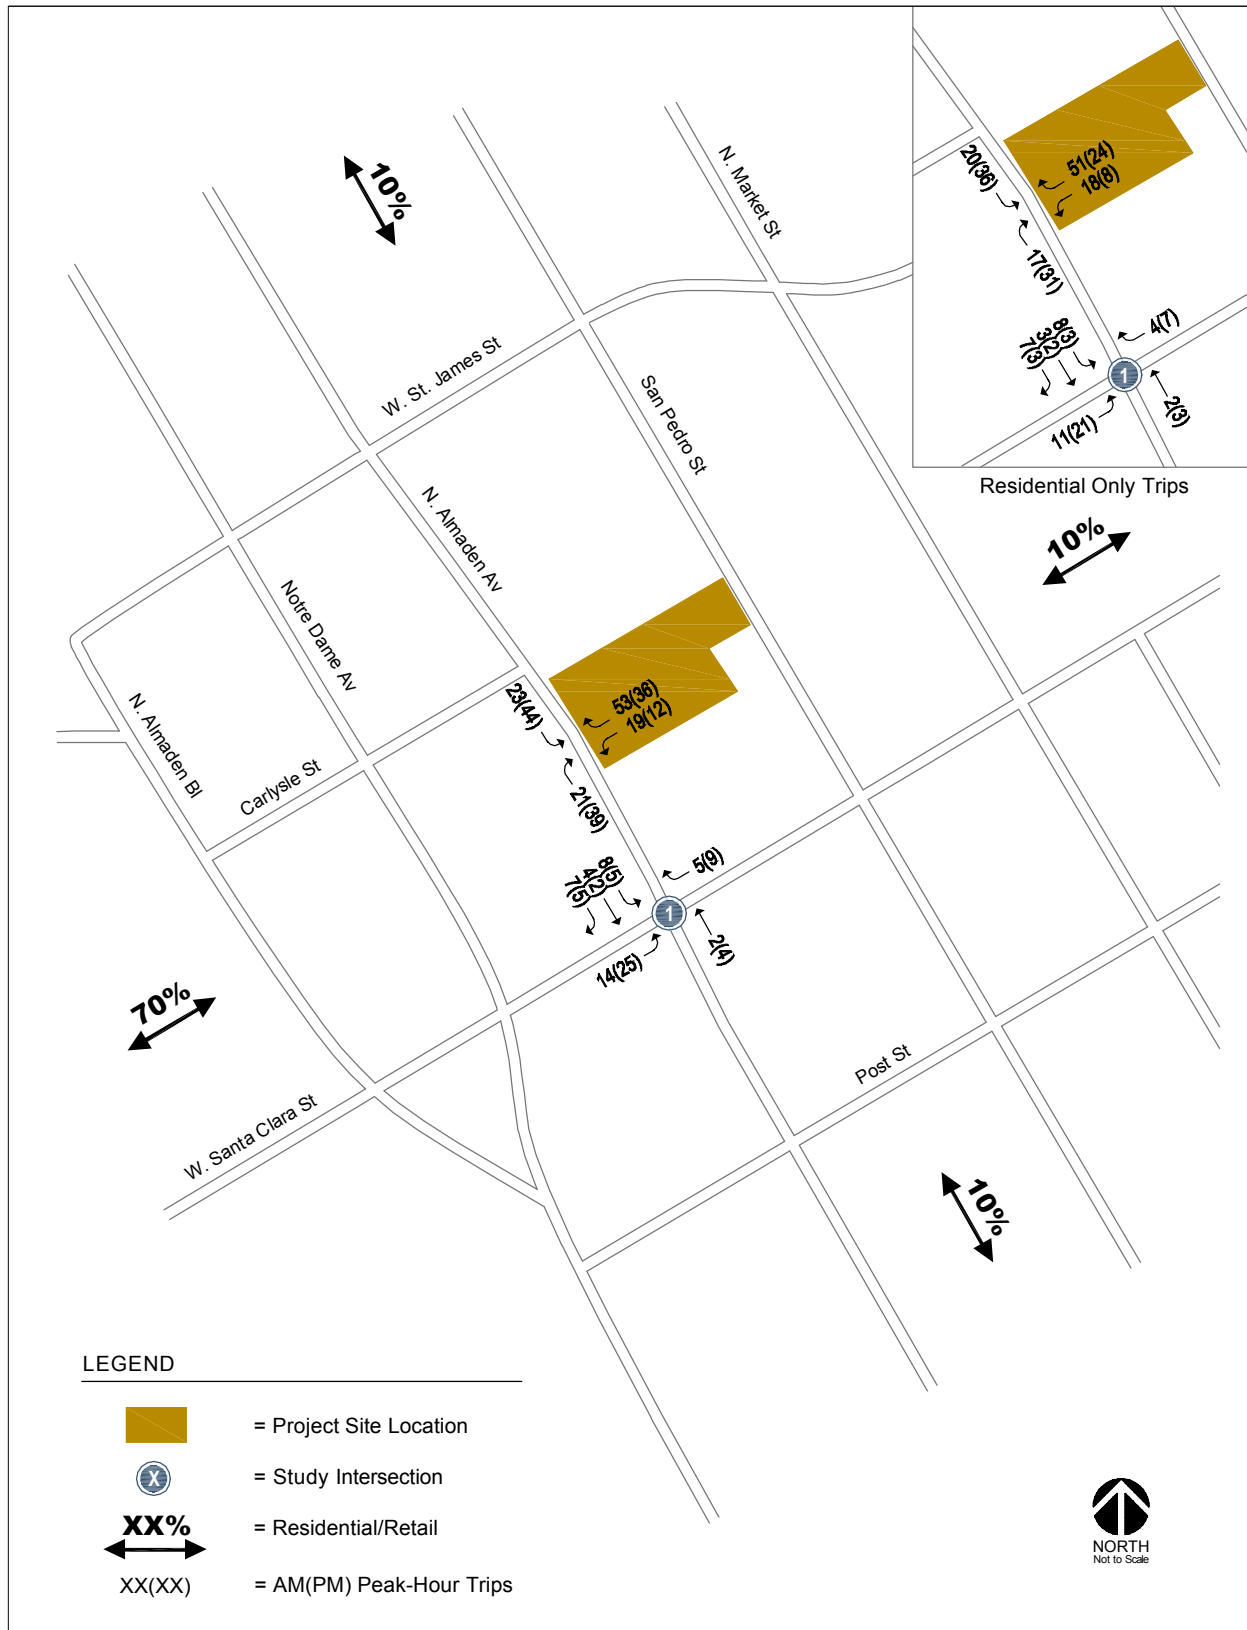 10%
N. Market St
20(36)
51(24)
18(8)
17(31)
8(3)
3(2)
7(3)
4(7)
1
11(21)
2(3)
Residential Only Trips
W. St. James St
San Pedro St
10%
N. Almaden Av
Notre Dame Av
N. Almaden Bl
Carlysle St
23(44)
53(36)
19(12)
21(39)
8(5)
4(2)
7(5)
5(9)
1
14(25)
2(4)
70%
W. Santa Clara St
Post St
10%
LEGEND
= Project Site Location
X
= Study Intersection
XX%
= Residential/Retail
XX(XX)
= AM(PM) Peak-Hour Trips
NORTH
Not to Scale